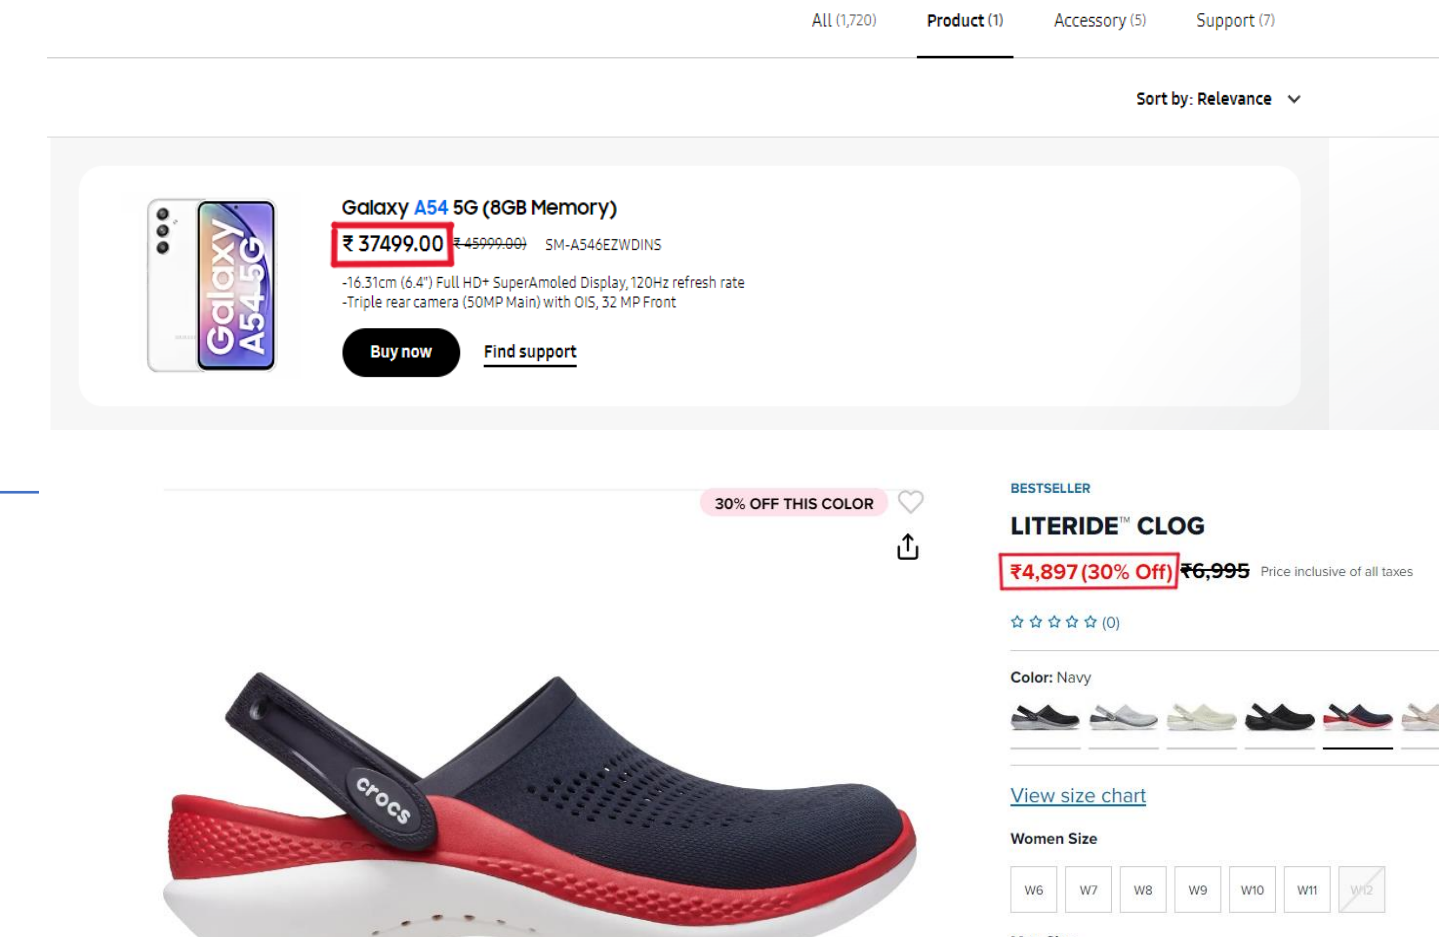 All (1,720) Product (1) Accessory (5) Support (7)
Sort by: Relevance
Galaxy A54 5G (8GB Memory)
₹ 37499.00 ₹ 45999.00) SM-A546EZWDINS
-16.31cm (6.4") Full HD+ SuperAmoled Display, 120Hz refresh rate
-Triple rear camera (50MP Main) with OIS, 32 MP Front
Buy now Find support
Galaxy
A54 5G
BESTSELLER
30% OFF THIS COLOR
LITERIDE™ CLOG
₹4,897 (30% Off) ₹6,995 Price inclusive of all taxes
(0)
Color: Navy
crocs
View size chart
Women Size
W6 W7 W8 W9 W10 W11 W12